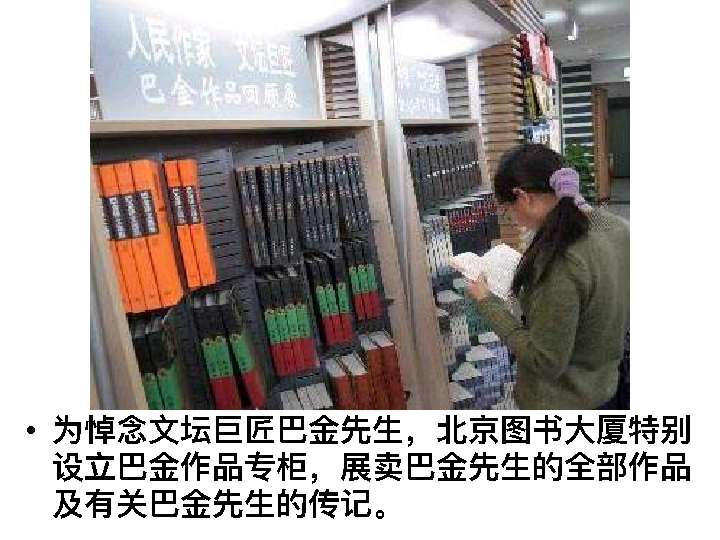 人民作家 文坛巨匠
巴金作品回顾展
• 为悼念文坛巨匠巴金先生，北京图书大厦特别
设立巴金作品专柜，展卖巴金先生的全部作品
及有关巴金先生的传记。